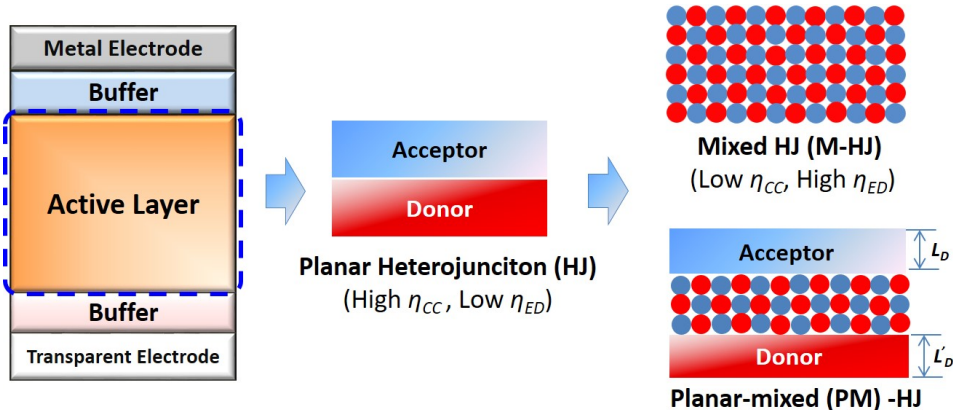 Metal Electrode
Buffer
Active Layer
Buffer
Transparent Electrode
Acceptor
Donor
Planar Heterojunciton (HJ)
(High ηCC , Low ηED)
Mixed HJ (M-HJ)
(Low ηCC, High ηED)
Acceptor
LD
Donor
L'D
Planar-mixed (PM) -HJ